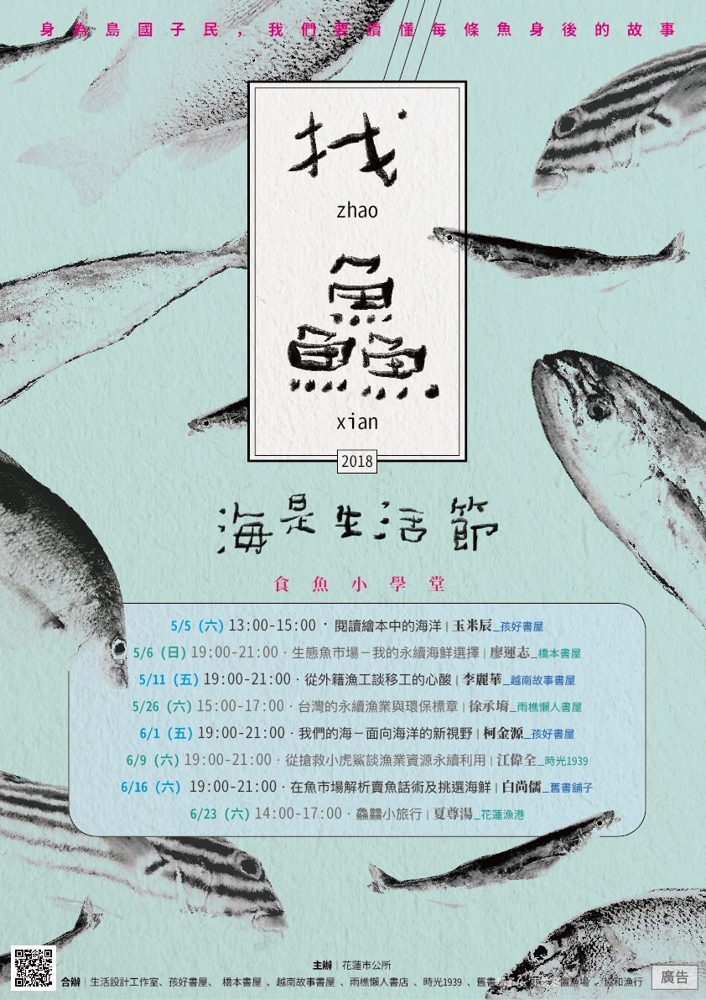 身為島國子民，我們要讀懂每條魚身後的故事
找
zhao
鱻
xian
2018
海是生活節
食魚小學堂
5/5 (六) 13:00-15:00 · 閱讀繪本中的海洋 | 玉米辰_孩好書屋
5/6 (日) 19:00-21:00 · 生態魚市場－我的永續海鮮選擇 | 廖運志_橋本書屋
5/11 (五) 19:00-21:00 · 從外籍漁工談移工的心酸 | 李麗華_越南故事書屋
5/26 (六) 15:00-17:00 · 台灣的永續漁業與環保標章 | 徐承堉_雨樵懶人書屋
6/1 (五) 19:00-21:00 · 我們的海－面向海洋的新視野 | 柯金源_孩好書屋
6/9 (六) 19:00-21:00 · 從搶救小虎鯊談漁業資源永續利用 | 江偉全_時光1939
6/16 (六) 19:00-21:00 · 在魚市場解析賣魚話術及挑選海鮮 | 白尚儒_舊書舖子
6/23 (六) 14:00-17:00 · 鱻䲜小旅行 | 夏尊湯_花蓮漁港
主辦 | 花蓮市公所
合辦 | 生活設計工作室、孩好書屋、 橋本書屋 、越南故事書屋 、雨樵懶人書店 、時光1939 、舊書 置漁場 、協和漁行
廣告